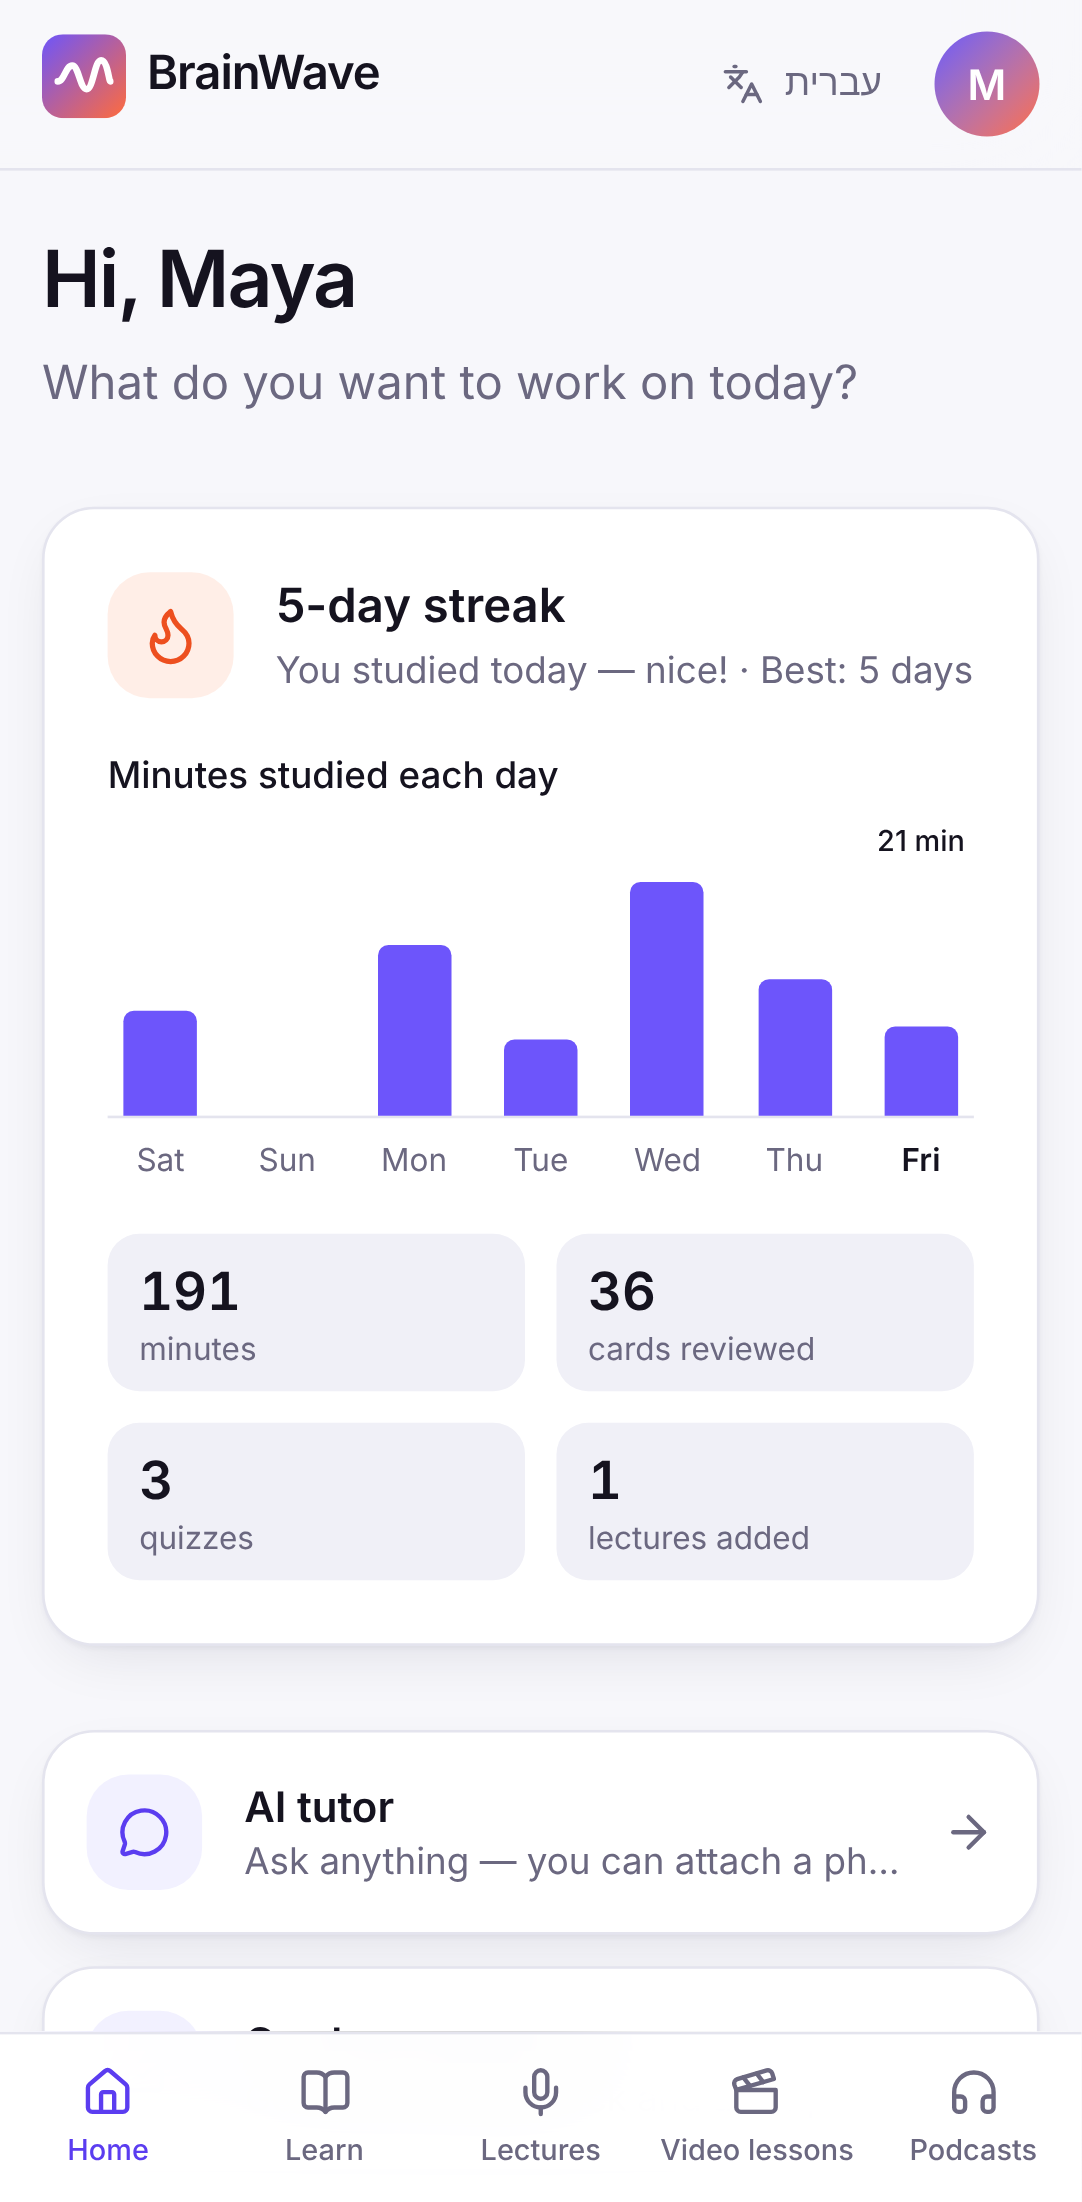 BrainWave
עברית
M
Hi, Maya
What do you want to work on today?
5-day streak
You studied today — nice! · Best: 5 days
Minutes studied each day
21 min
Sat Sun Mon Tue Wed Thu Fri
191
minutes
36
cards reviewed
3
quizzes
1
lectures added
AI tutor
Ask anything — you can attach a ph...
Home Learn Lectures Video lessons Podcasts